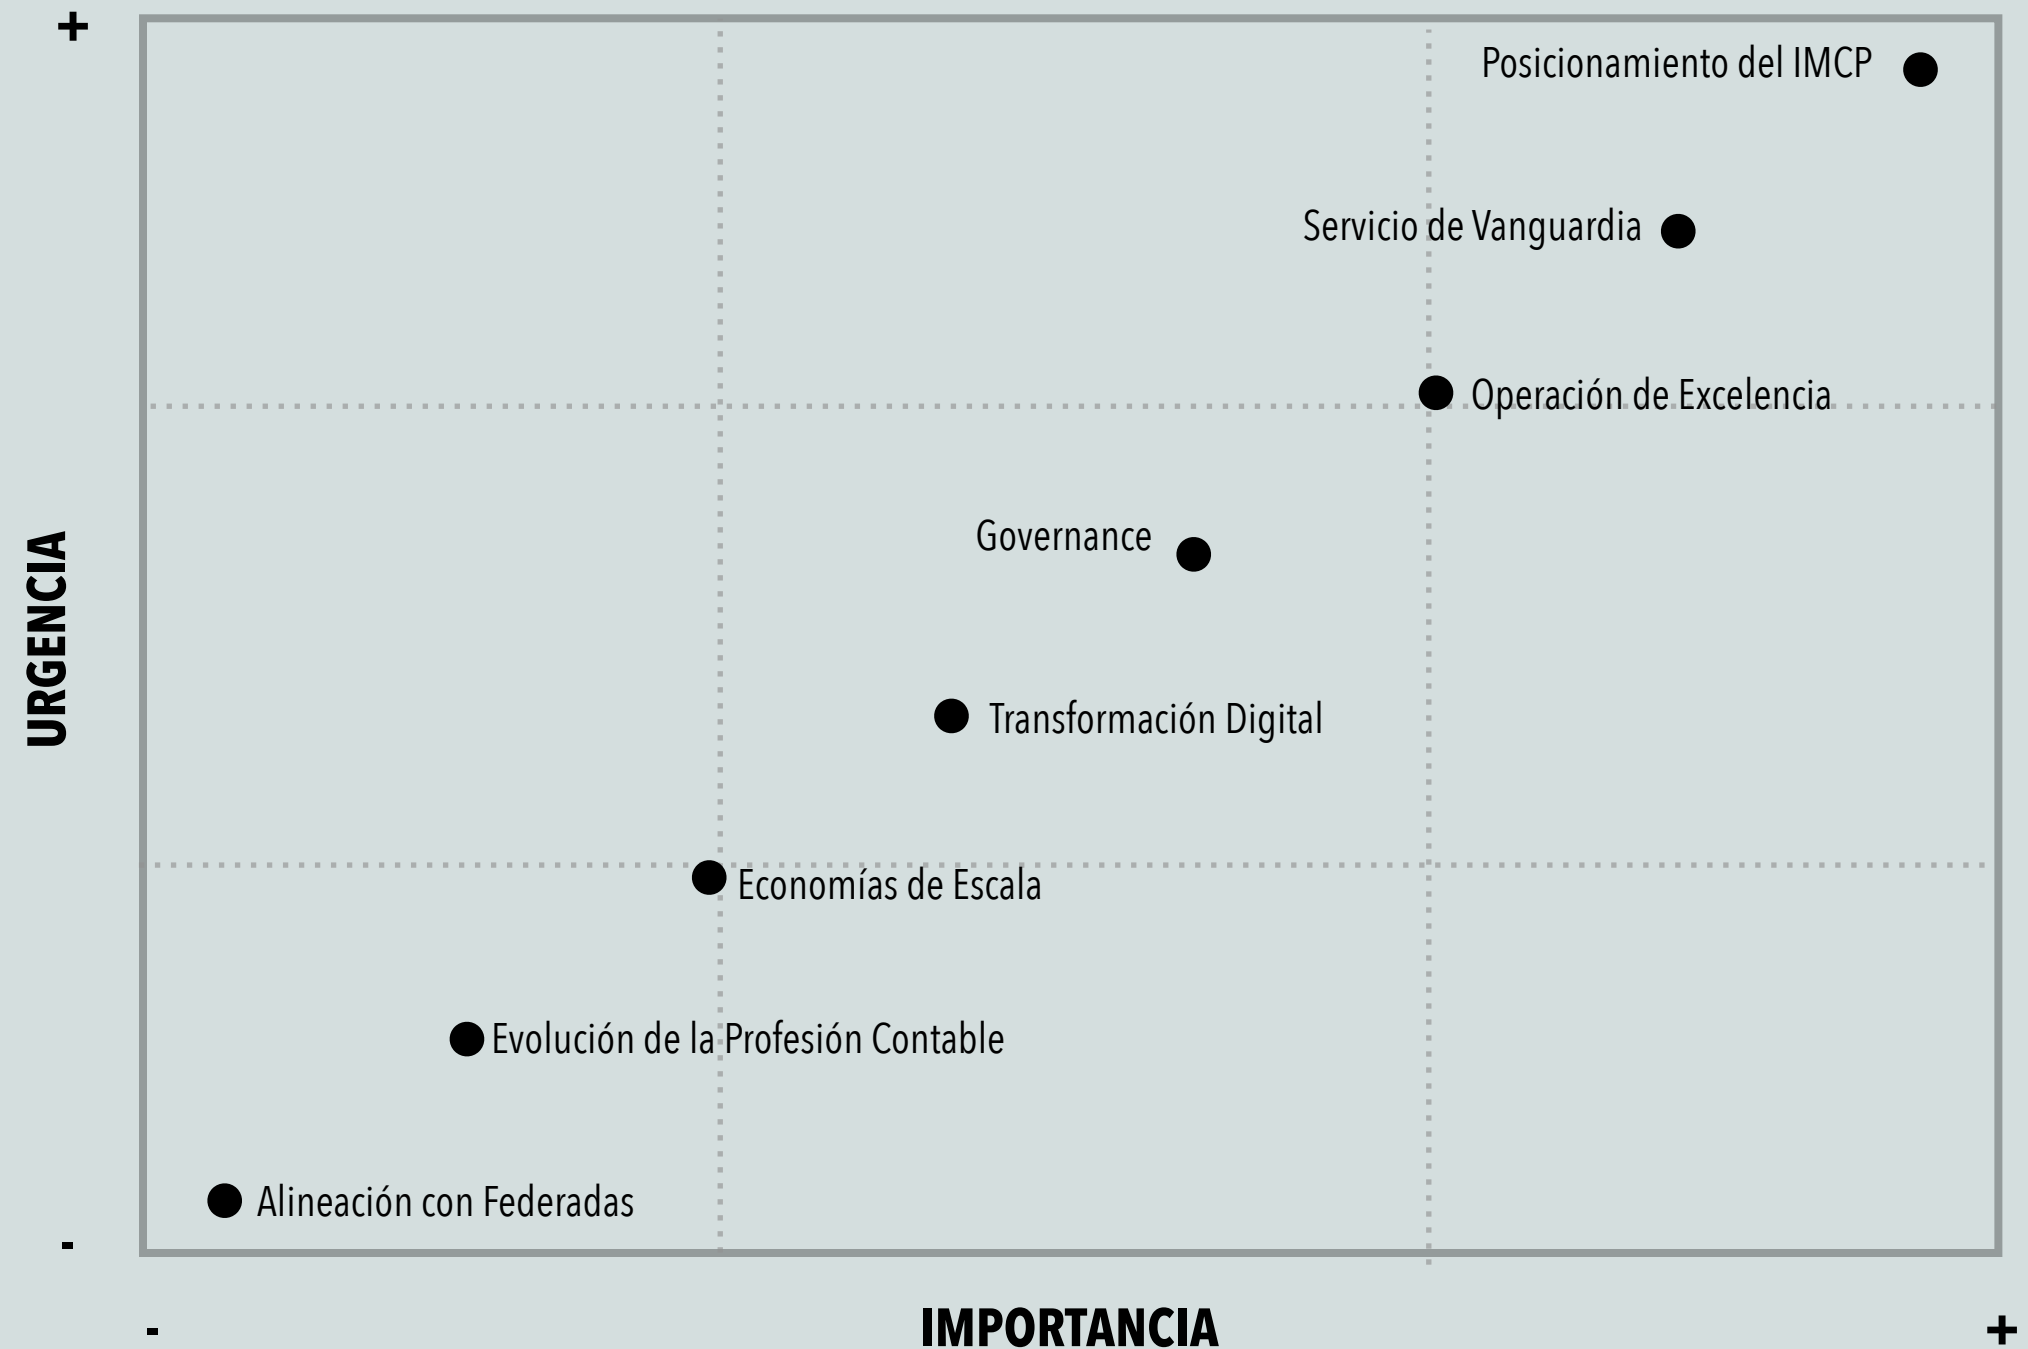 +
Posicionamiento del IMCP
Servicio de Vanguardia
Operación de Excelencia
Governance
URGENCIA
Transformación Digital
Economías de Escala
Evolución de la Profesión Contable
Alineación con Federadas
-
-
IMPORTANCIA
+